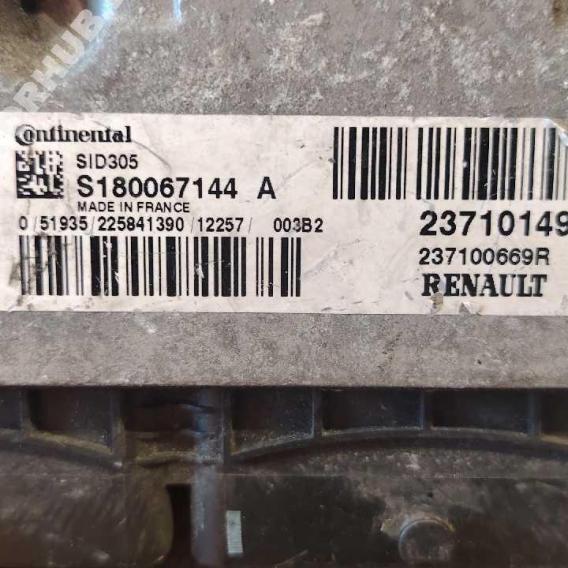 Continental
SID305
S180067144 A
MADE IN FRANCE
0/51935/225841390/12257/ 003B2
23710149
237100669R
RENAULT